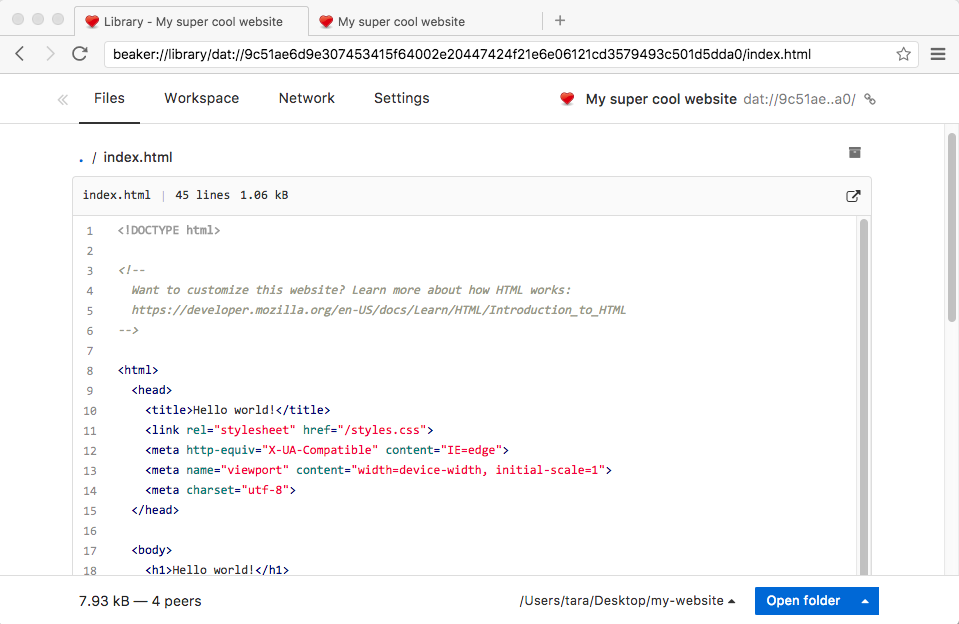 Library - My super cool website
My super cool website
beaker://library/dat://9c51ae6d9e307453415f64002e20447424f21e6e06121cd3579493c501d5dda0/index.html
Files Workspace Network Settings My super cool website dat://9c51ae..a0/
. / index.html
index.html | 45 lines 1.06 kB
1 <!DOCTYPE html>
2
3 <!--
4 Want to customize this website? Learn more about how HTML works:
5 https://developer.mozilla.org/en-US/docs/Learn/HTML/Introduction_to_HTML
6 -->
7
8 <html>
9 <head>
10 <title>Hello world!</title>
11 <link rel="stylesheet" href="/styles.css">
12 <meta http-equiv="X-UA-Compatible" content="IE=edge">
13 <meta name="viewport" content="width=device-width, initial-scale=1">
14 <meta charset="utf-8">
15 </head>
16
17 <body>
18 <h1>Hello world!</h1>
7.93 kB — 4 peers /Users/tara/Desktop/my-website Open folder